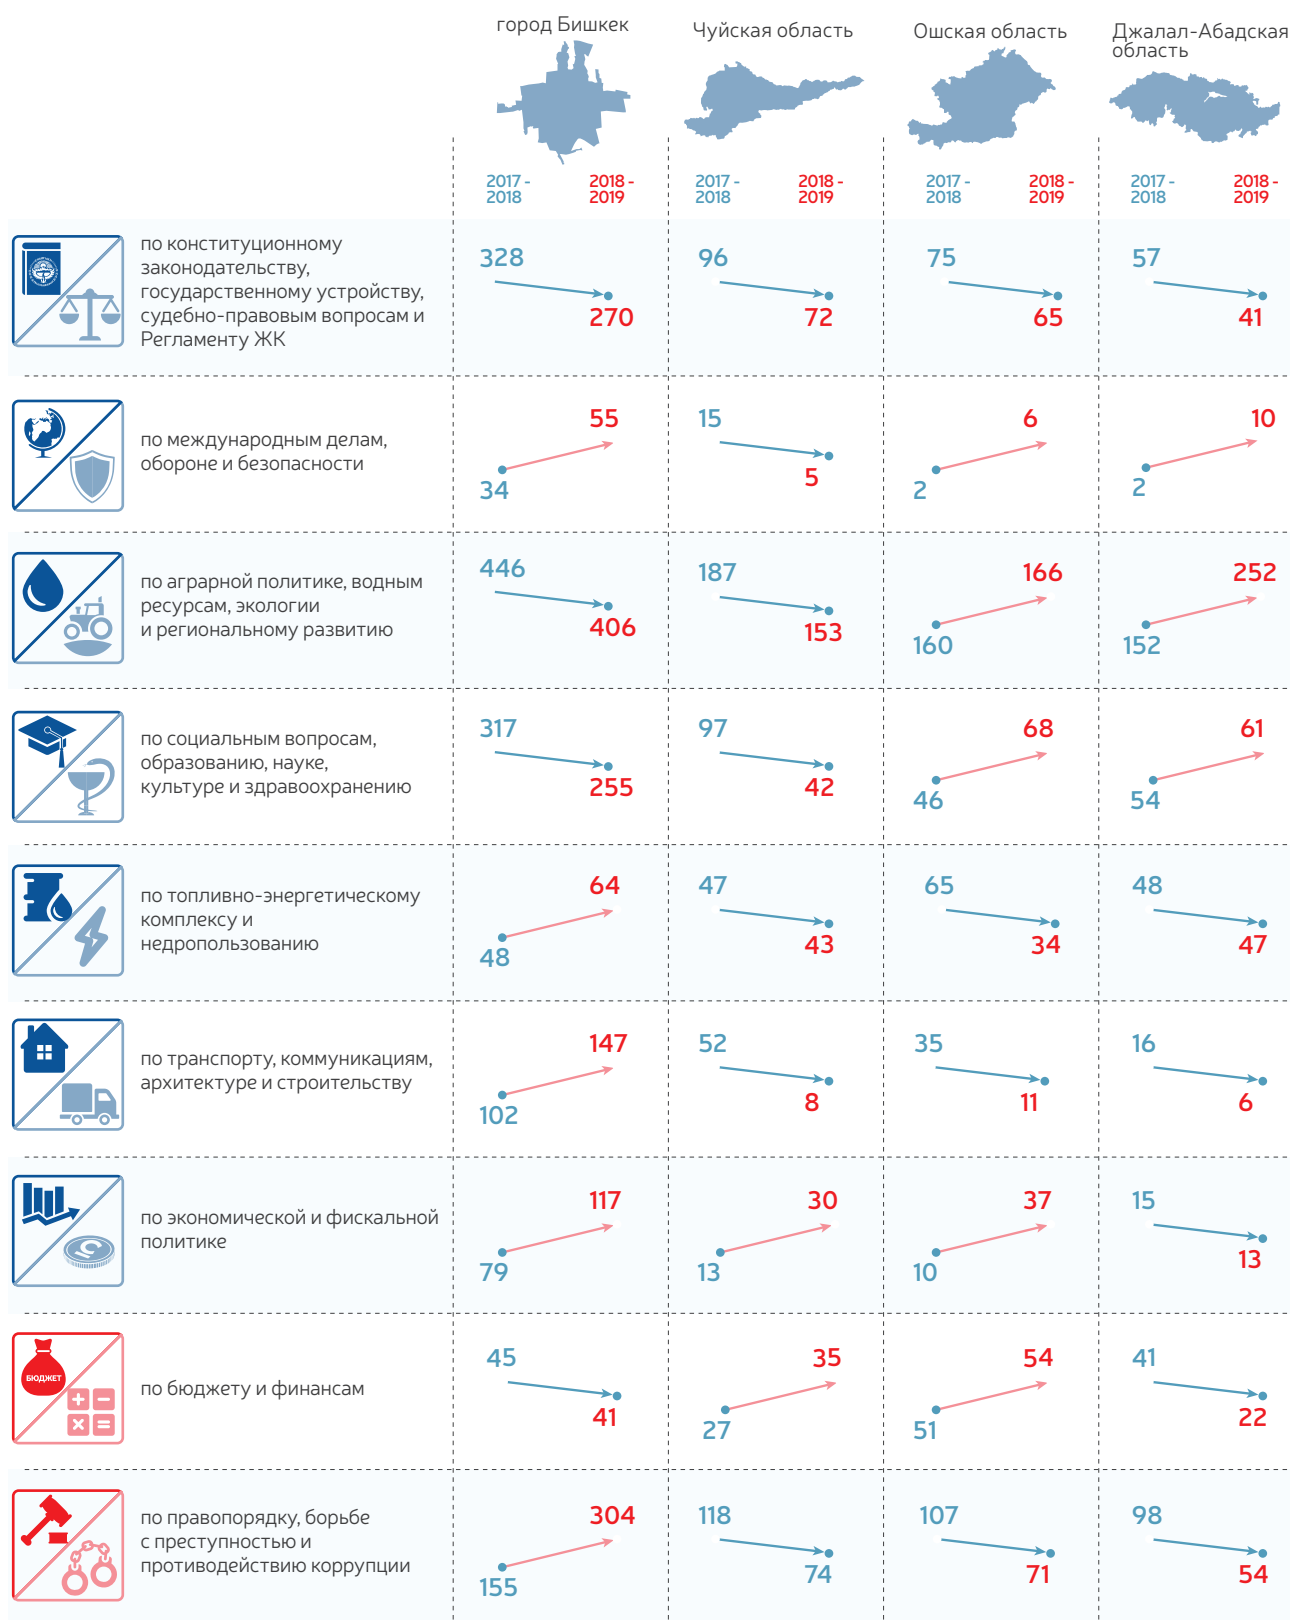 город Бишкек
Чуйская область
Ошская область
Джалал-Абадская
область
2017 -
2018
2018 -
2019
2017 -
2018
2018 -
2019
2017 -
2018
2018 -
2019
2017 -
2018
2018 -
2019
по конституционному
законодательству,
государственному устройству,
судебно-правовым вопросам и
Регламенту ЖК
328
270
96
72
75
65
57
41
по международным делам,
обороне и безопасности
34
55
15
5
2
6
2
10
по аграрной политике, водным
ресурсам, экологии
и региональному развитию
446
406
187
153
160
166
152
252
по социальным вопросам,
образованию, науке,
культуре и здравоохранению
317
255
97
42
46
68
54
61
по топливно-энергетическому
комплексу и
недропользованию
48
64
47
43
65
34
48
47
по транспорту, коммуникациям,
архитектуре и строительству
102
147
52
8
35
11
16
6
по экономической и фискальной
политике
79
117
13
30
10
37
15
13
БЮДЖЕТ
по бюджету и финансам
45
41
27
35
51
54
41
22
по правопорядку, борьбе
с преступностью и
противодействию коррупции
155
304
118
74
107
71
98
54